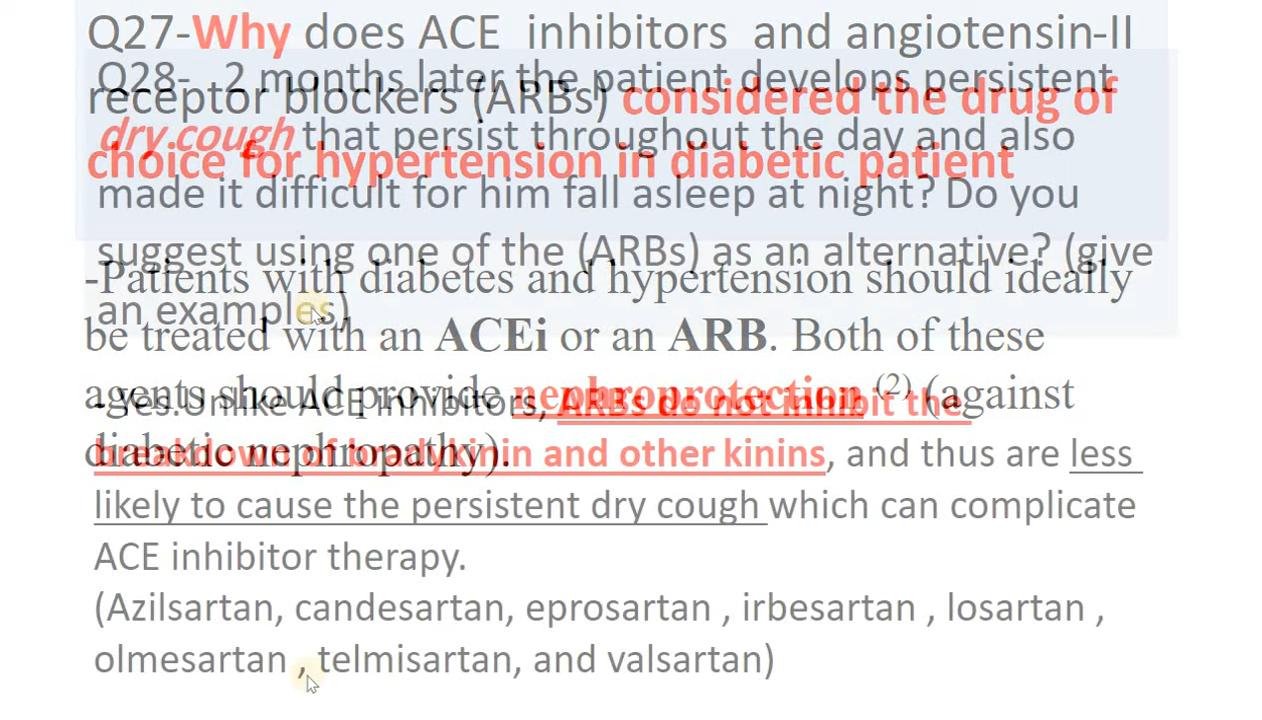 Q27-Why does ACE inhibitors and angiotensin-II
receptor blockers (ARBs) considered the drug of
choice for hypertension in diabetic patient
-Patients with diabetes and hypertension should ideally
be treated with an ACEi or an ARB. Both of these
agents should provide nephroprotection (2) (against
diabetic nephropathy).
Q28- 2 months later the patient develops persistent
dry cough that persist throughout the day and also
made it difficult for him fall asleep at night? Do you
suggest using one of the (ARBs) as an alternative? (give
an examples)
- Yes.Unlike ACE inhibitors, ARBs do not inhibit the
breakdown of bradykinin and other kinins, and thus are less
likely to cause the persistent dry cough which can complicate
ACE inhibitor therapy.
(Azilsartan, candesartan, eprosartan , irbesartan , losartan ,
olmesartan , telmisartan, and valsartan)